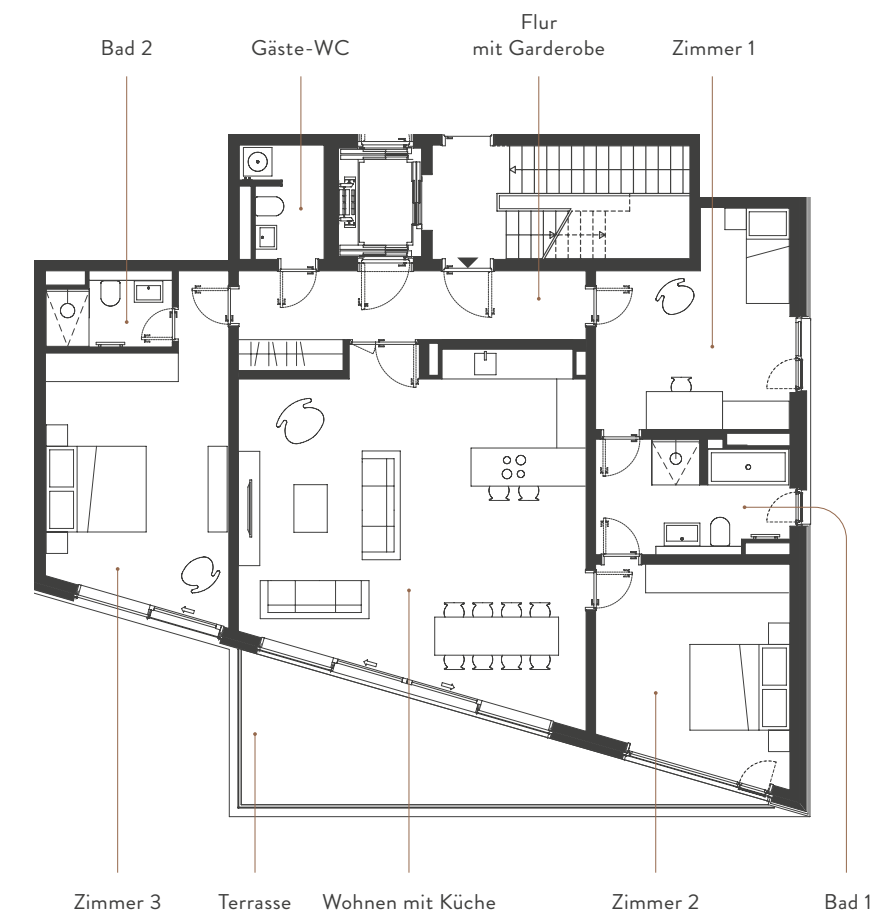 Flur
Bad 2
Gäste-WC
mit Garderobe
Zimmer 1
Zimmer 3
Terrasse
Wohnen mit Küche
Zimmer 2
Bad 1